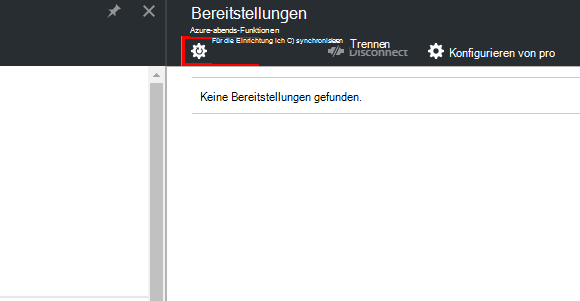 Bereitstellungen
Azure-abends-Funktionen
Für die Einrichtung ich C) synchronisieren
Trennen
Disconnect
Konfigurieren von pro
Keine Bereitstellungen gefunden.